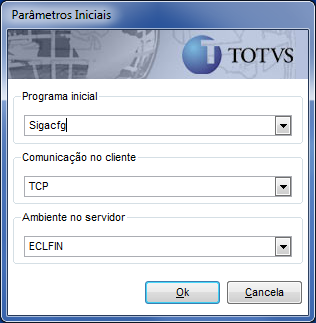 Parâmetros Iniciais
TOTVS
Programa inicial
Sigacfg
Comunicação no cliente
TCP
Ambiente no servidor
ECLFIN
Ok
Cancela